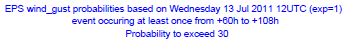 EPS wind_gust probabilities based on Wednesday 13 Jul 2011 12UTC (exp=1)
event occuring at least once from +60h to +108h
Probability to exceed 30